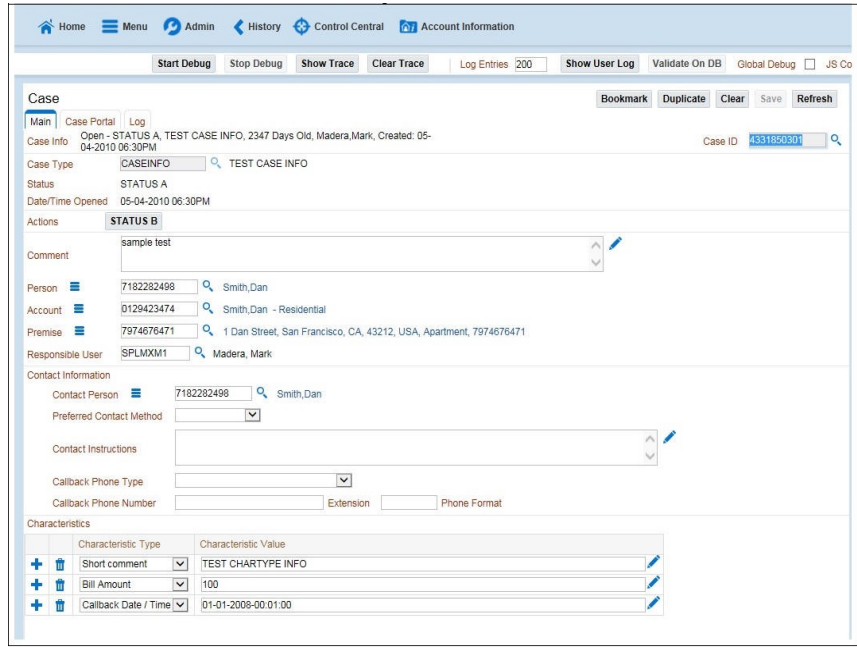 Home Menu Admin History Control Central Account Information
Start Debug Stop Debug Show Trace Clear Trace Log Entries 200 Show User Log Validate On DB Global Debug JS Co
Case Bookmark Duplicate Clear Save Refresh
Main Case Portal Log
Case Info Open - STATUS A, TEST CASE INFO, 2347 Days Old, Madera,Mark, Created: 05-
04-2010 06:30PM
Case ID 4331850301
Case Type CASEINFO TEST CASE INFO
Status STATUS A
Date/Time Opened 05-04-2010 06:30PM
Actions STATUS B
Comment sample test
Person 7182282498 Smith,Dan
Account 0129423474 Smith,Dan - Residential
Premise 7974676471 1 Dan Street, San Francisco, CA, 43212, USA, Apartment, 7974676471
Responsible User SPLMXM1 Madera, Mark
Contact Information
Contact Person 7182282498 Smith,Dan
Preferred Contact Method
Contact Instructions
Callback Phone Type
Callback Phone Number Extension Phone Format
Characteristics
Characteristic Type Characteristic Value
Short comment TEST CHARTYPE INFO
Bill Amount 100
Callback Date / Time 01-01-2008-00:01:00